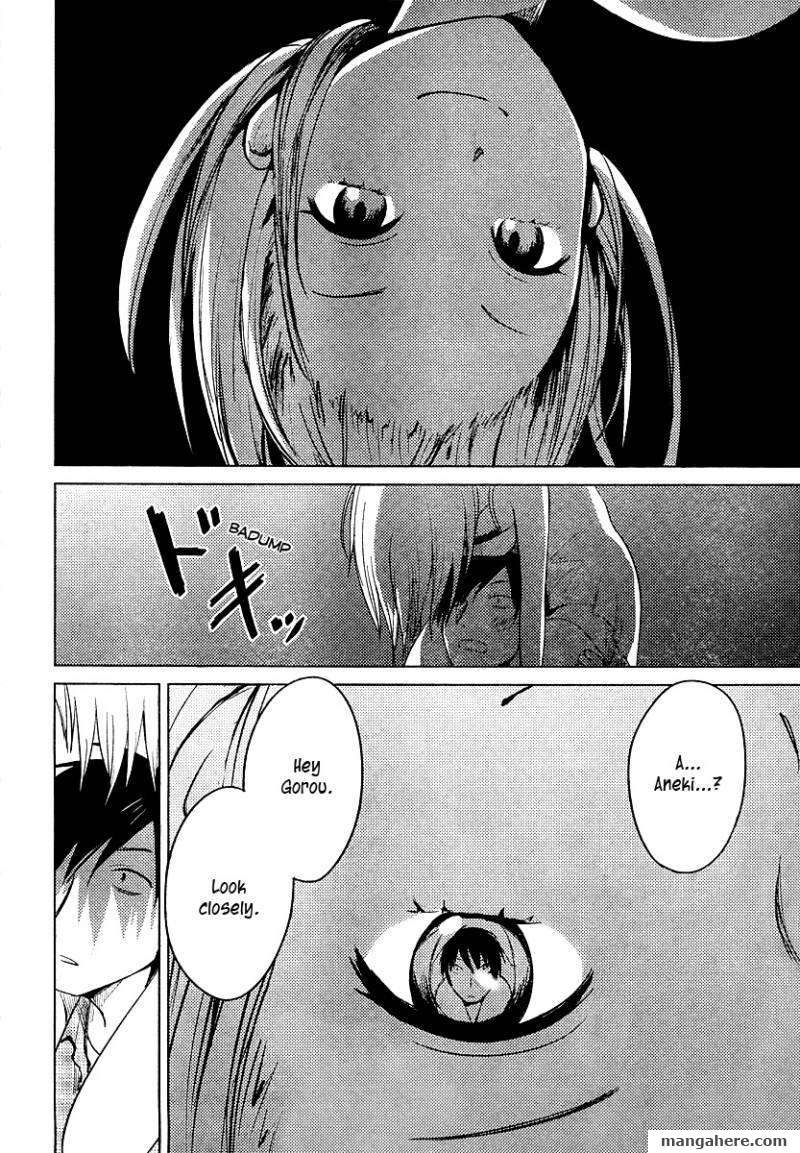 ドキッ
BADUMP
A...
Aneki...?
Hey
Gorou.
Look
closely.
mangahere.com